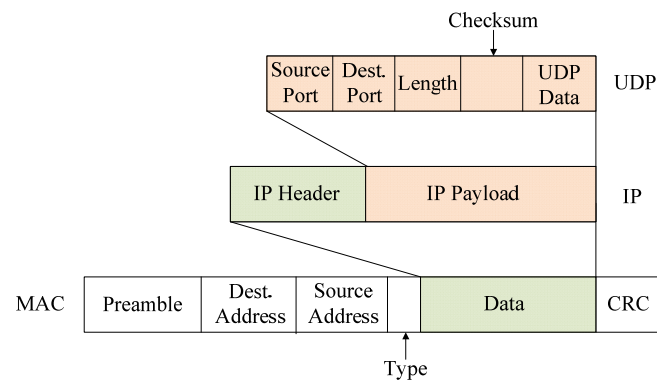 Checksum
Source Port
Dest. Port
Length
UDP Data
UDP
IP Header
IP Payload
IP
MAC
Preamble
Dest. Address
Source Address
Data
CRC
Type